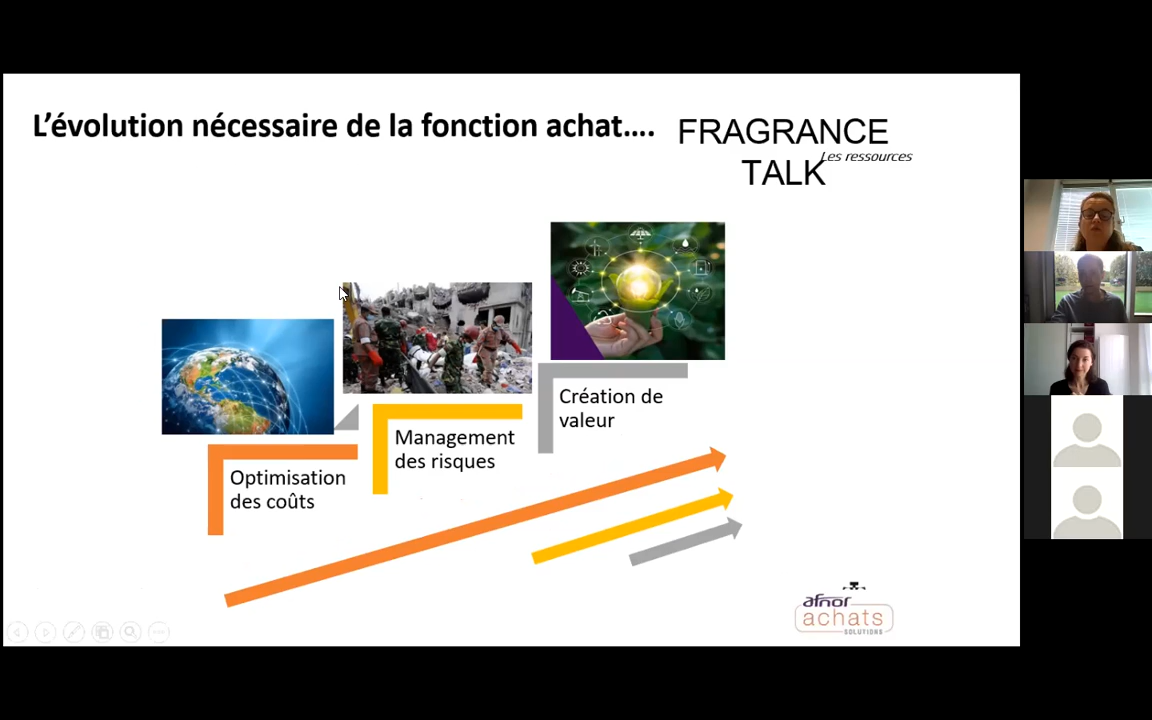 L'évolution nécessaire de la fonction achat....
FRAGRANCE
TALK
Les ressources
Création de
valeur
Management
des risques
Optimisation
des coûts
afnor
achats
SOLUTIONS